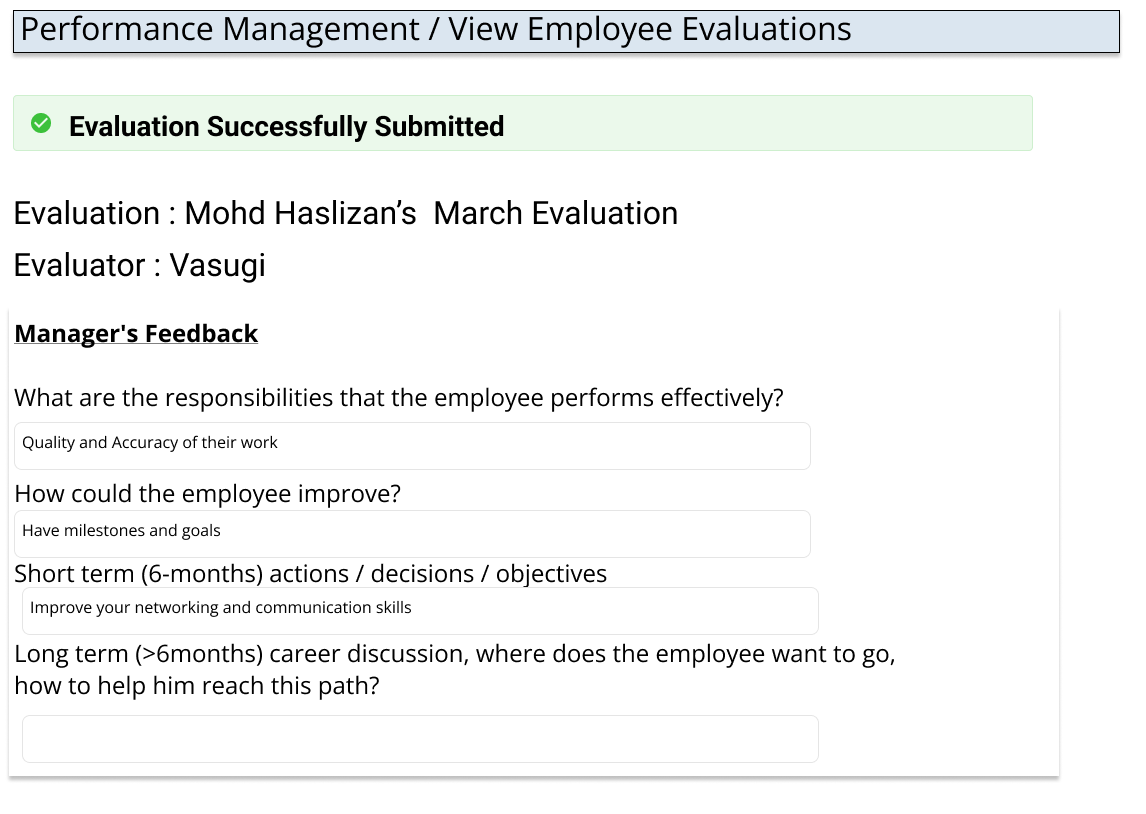 Performance Management / View Employee Evaluations
Evaluation Successfully Submitted
Evaluation : Mohd Haslizan’s  March Evaluation
Evaluator : Vasugi
Manager's Feedback
What are the responsibilities that the employee performs effectively?
Quality and Accuracy of their work
How could the employee improve?
Have milestones and goals
Short term (6-months) actions / decisions / objectives
Improve your networking and communication skills
Long term (>6months) career discussion, where does the employee want to go,
how to help him reach this path?